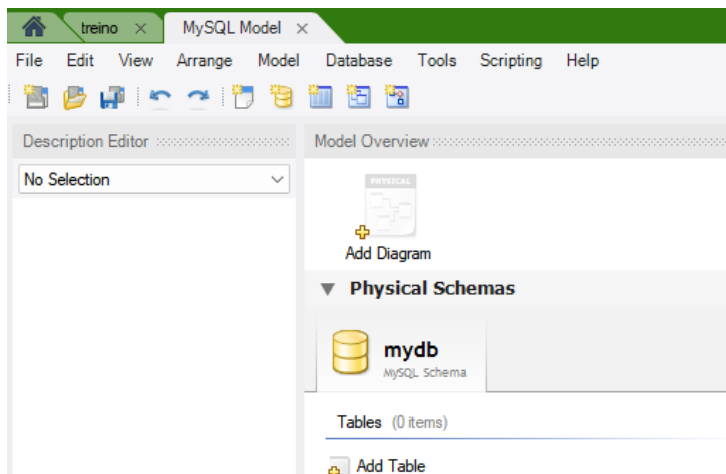 treino
MySQL Model
File Edit View Arrange Model Database Tools Scripting Help
Description Editor
Model Overview
No Selection
PHYSICAL
Add Diagram
Physical Schemas
mydb
MySQL Schema
Tables (0 items)
Add Table